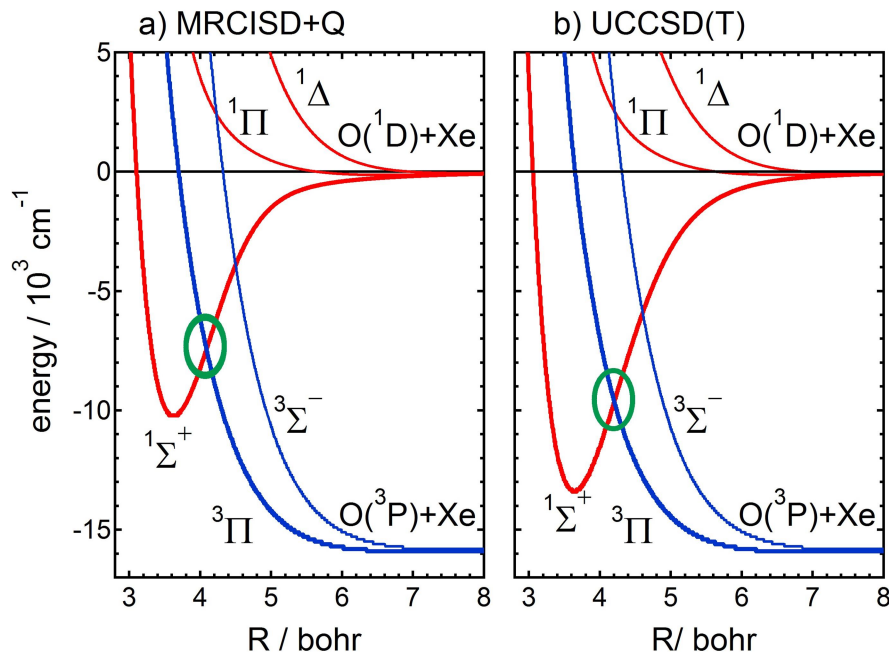 a) MRCISD+Q
b) UCCSD(T)
5
0
-5
-10
-15
energy / 10³ cm⁻¹
¹Π
¹Δ
O(¹D)+Xe
¹Σ⁺
³Π
³Σ⁻
O(³P)+Xe
3 4 5 6 7 8
R / bohr
¹Π
¹Δ
O(¹D)+Xe
³Σ⁻
¹Σ⁺
³Π
O(³P)+Xe
3 4 5 6 7 8
R/ bohr